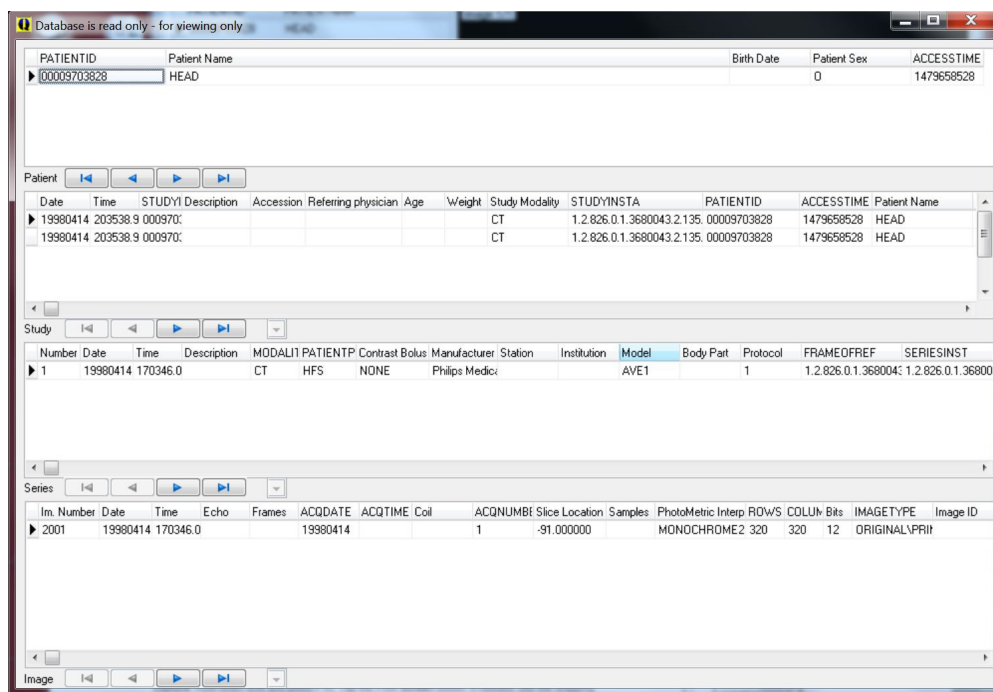 Database is read only - for viewing only
PATIENTID Patient Name Birth Date Patient Sex ACCESSTIME
00009703828 HEAD O 1479658528
Patient
Date Time STUDYI Description Accession Referring physician Age Weight Study Modality STUDYINSTA PATIENTID ACCESSTIME Patient Name
19980414 203538.9 000970: CT 1.2.826.0.1.3680043.2.135. 00009703828 1479658528 HEAD
19980414 203538.9 000970: CT 1.2.826.0.1.3680043.2.135. 00009703828 1479658528 HEAD
Study
Number Date Time Description MODALIT PATIENTP Contrast Bolus Manufacturer Station Institution Model Body Part Protocol FRAMEOFREF SERIESINST
1 19980414 170346.0 CT HFS NONE Philips Medica AVE1 1 1.2.826.0.1.3680043 1.2.826.0.1.36800
Series
Im. Number Date Time Echo Frames ACQDATE ACQTIME Coil ACQNUMBE Slice Location Samples PhotoMetric Interp ROWS COLUM Bits IMAGETYPE Image ID
2001 19980414 170346.0 19980414 1 -91.000000 MONOCHROME2 320 320 12 ORIGINAL\PRIM
Image